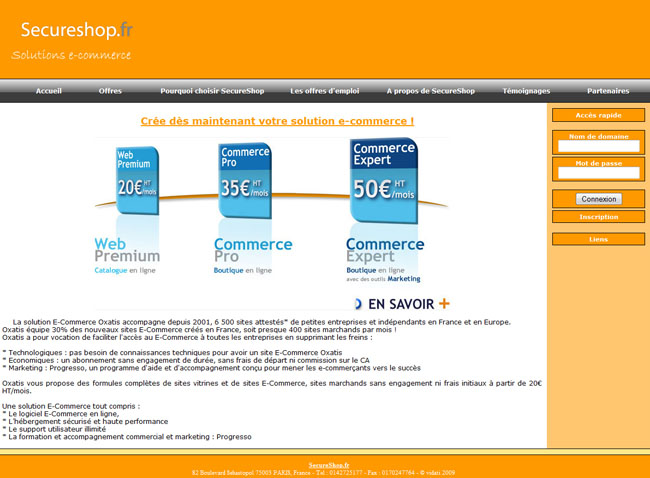 Secureshop.fr
Solutions e-commerce
Accueil Offres Pourquoi choisir SecureShop Les offres d'emploi A propos de SecureShop Témoignages Partenaires
Crée dès maintenant votre solution e-commerce !
Accès rapide
Nom de domaine
Mot de passe
Connexion
Inscription
Liens
Web Premium
20€ HT/mois
Commerce Pro
35€ HT/mois
Commerce Expert
50€ HT/mois
Web Premium
Catalogue en ligne
Commerce Pro
Boutique en ligne
Commerce Expert
Boutique en ligne
avec des outils Marketing
EN SAVOIR +
La solution E-Commerce Oxatis accompagne depuis 2001, 6 500 sites attestés* de petites entreprises et indépendants en France et en Europe.
Oxatis équipe 30% des nouveaux sites E-Commerce créés en France, soit presque 400 sites marchands par mois !
Oxatis a pour vocation de faciliter l'accès au E-Commerce à toutes les entreprises en supprimant les freins :
* Technologiques : pas besoin de connaissances techniques pour avoir un site E-Commerce Oxatis
* Economiques : un abonnement sans engagement de durée, sans frais de départ ni commission sur le CA
* Marketing : Progresso, un programme d'aide et d'accompagnement conçu pour mener les e-commerçants vers le succès
Oxatis vous propose des formules complètes de sites vitrines et de sites E-Commerce, sites marchands sans engagement ni frais initiaux à partir de 20€
HT/mois.
Une solution E-Commerce tout compris :
* Le logiciel E-Commerce en ligne,
* L'hébergement sécurisé et haute performance
* Le support utilisateur illimité
* La formation et accompagnement commercial et marketing : Progresso
SecureShop.fr
82 Boulevard Sébastopol 75003 PARIS, France - Tel : 0142725177 - Fax : 0170247764 - © velais 2009